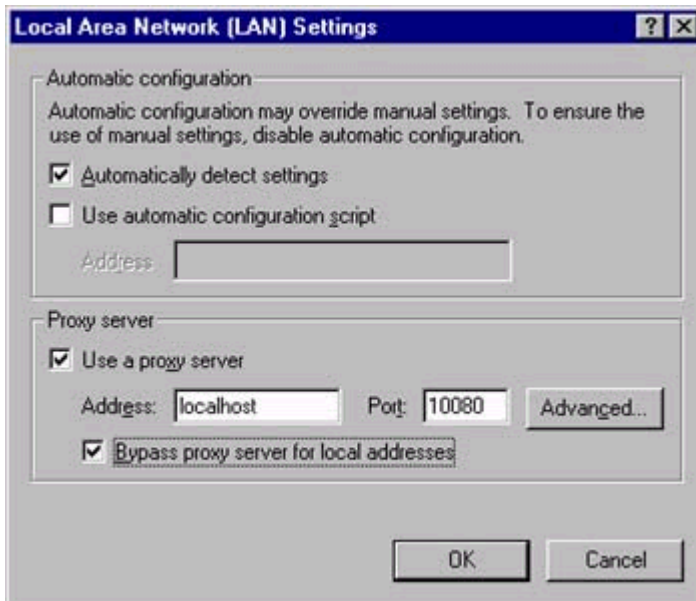 Local Area Network (LAN) Settings
Automatic configuration
Automatic configuration may override manual settings. To ensure the
use of manual settings, disable automatic configuration.
Automatically detect settings
Use automatic configuration script
Address
Proxy server
Use a proxy server
Address: localhost Port: 10080 Advanced...
Bypass proxy server for local addresses
OK Cancel